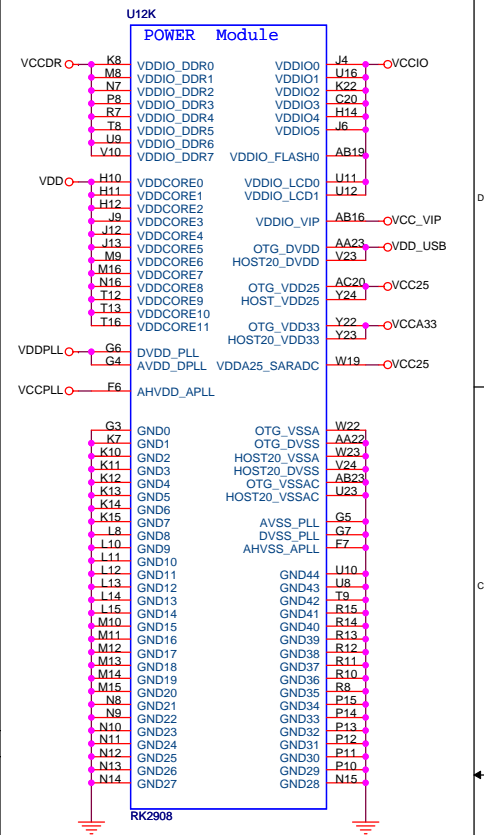 U12K
POWER Module
VCCDR K8 VDDIO_DDR0 VDDIO0 J4 VCCIO
M8 VDDIO_DDR1 VDDIO1 U16
N7 VDDIO_DDR2 VDDIO2 K22
P8 VDDIO_DDR3 VDDIO3 C20
R7 VDDIO_DDR4 VDDIO4 H14
T8 VDDIO_DDR5 VDDIO5 J6
U9 VDDIO_DDR6
V10 VDDIO_DDR7 VDDIO_FLASH0 AB19
VDD H10 VDDCORE0 VDDIO_LCD0 U11
H11 VDDCORE1 VDDIO_LCD1 U12
H12 VDDCORE2
J9 VDDCORE3 VDDIO_VIP AB16 VCC_VIP
J12 VDDCORE4
J13 VDDCORE5 OTG_DVDD AA23 VDD_USB
M9 VDDCORE6 HOST20_DVDD V23
M16 VDDCORE7
N16 VDDCORE8 OTG_VDD25 AC20 VCC25
T12 VDDCORE9 HOST_VDD25 Y24
T13 VDDCORE10
T16 VDDCORE11 OTG_VDD33 Y22 VCCA33
HOST20_VDD33 Y23
VDDPLL G6 DVDD_PLL
G4 AVDD_DPLL VDDA25_SARADC W19 VCC25
VCCPLL F6 AHVDD_APLL
G3 GND0 OTG_VSSA W22
K7 GND1 OTG_DVSS AA22
K10 GND2 HOST20_VSSA W23
K11 GND3 HOST20_DVSS V24
K12 GND4 OTG_VSSAC AB23
K13 GND5 HOST20_VSSAC U23
K14 GND6
K15 GND7 AVSS_PLL G5
L8 GND8 DVSS_PLL G7
L10 GND9 AHVSS_APLL F7
L11 GND10
L12 GND11 GND44 U10
L13 GND12 GND43 U8
L14 GND13 GND42 T9
L15 GND14 GND41 R15
M10 GND15 GND40 R14
M11 GND16 GND39 R13
M12 GND17 GND38 R12
M13 GND18 GND37 R11
M14 GND19 GND36 R10
M15 GND20 GND35 R8
N8 GND21 GND34 P15
N9 GND22 GND33 P14
N10 GND23 GND32 P13
N11 GND24 GND31 P12
N12 GND25 GND30 P11
N13 GND26 GND29 P10
N14 GND27 GND28 N15
RK2908
D
C